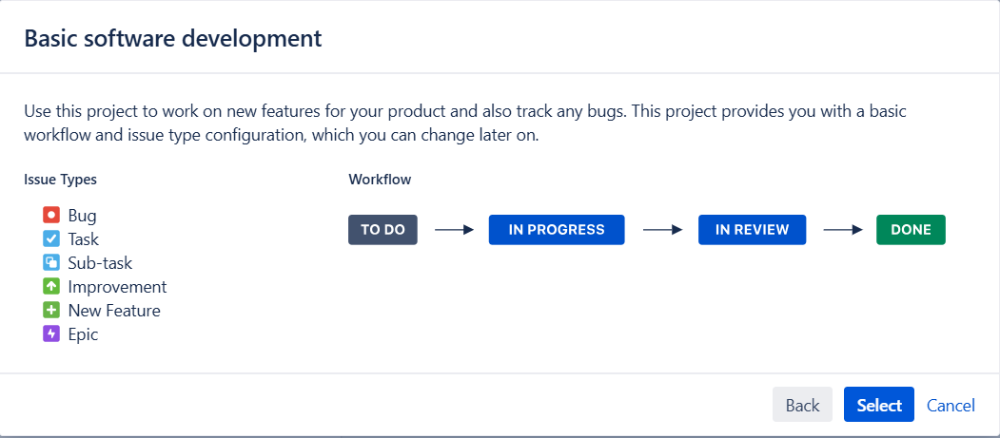 Basic software development
Use this project to work on new features for your product and also track any bugs. This project provides you with a basic
workflow and issue type configuration, which you can change later on.
Issue Types
Bug
Task
Sub-task
Improvement
New Feature
Epic
Workflow
TO DO IN PROGRESS IN REVIEW DONE
Back Select Cancel